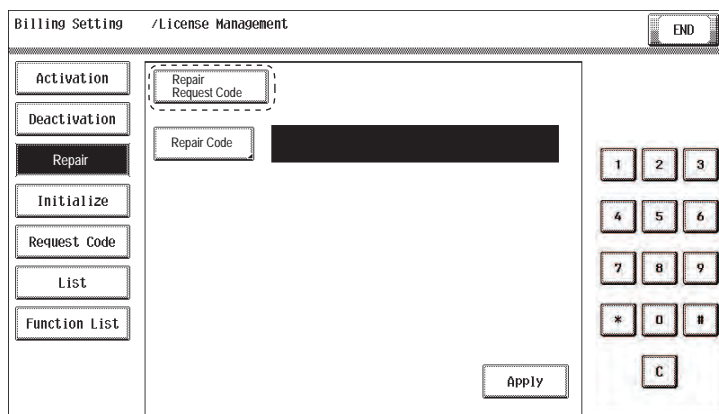 Billing Setting /License Management
END
Activation
Deactivation
Repair
Initialize
Request Code
List
Function List
Repair
Request Code
Repair Code
Apply
1 2 3
4 5 6
7 8 9
* 0 #
C